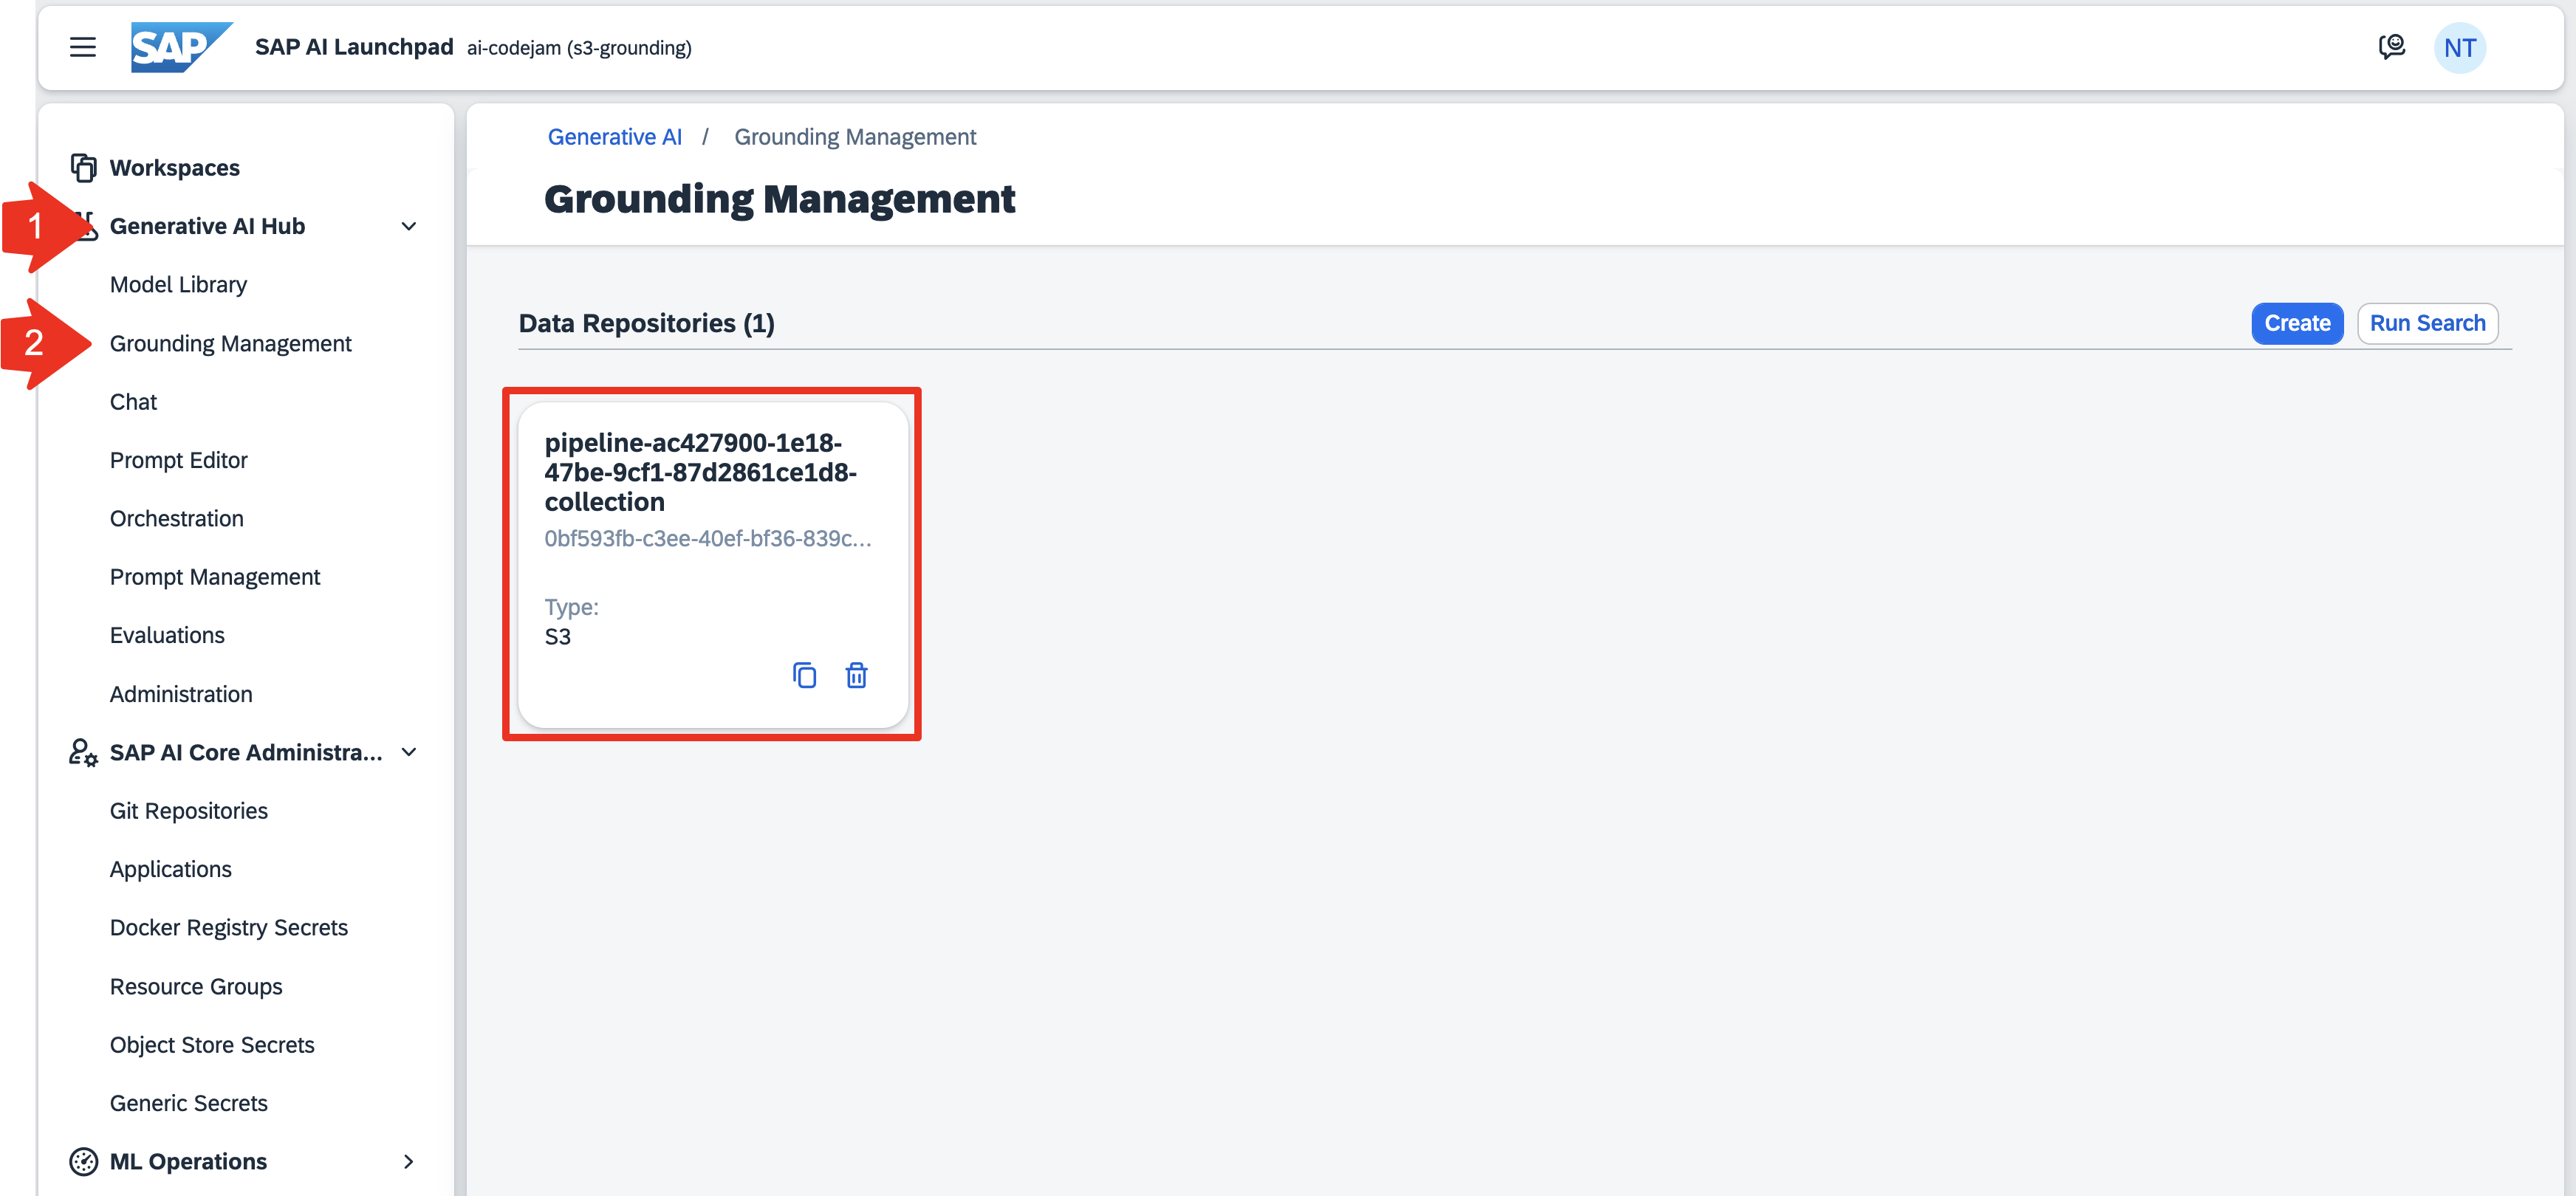 SAP
SAP AI Launchpad ai-codejam (s3-grounding)
NT
Workspaces
1
Generative AI Hub
Model Library
2
Grounding Management
Chat
Prompt Editor
Orchestration
Prompt Management
Evaluations
Administration
SAP AI Core Administra...
Git Repositories
Applications
Docker Registry Secrets
Resource Groups
Object Store Secrets
Generic Secrets
ML Operations
Generative AI / Grounding Management
Grounding Management
Data Repositories (1)
Create
Run Search
pipeline-ac427900-1e18-
47be-9cf1-87d2861ce1d8-
collection
0bf593fb-c3ee-40ef-bf36-839c...
Type:
S3